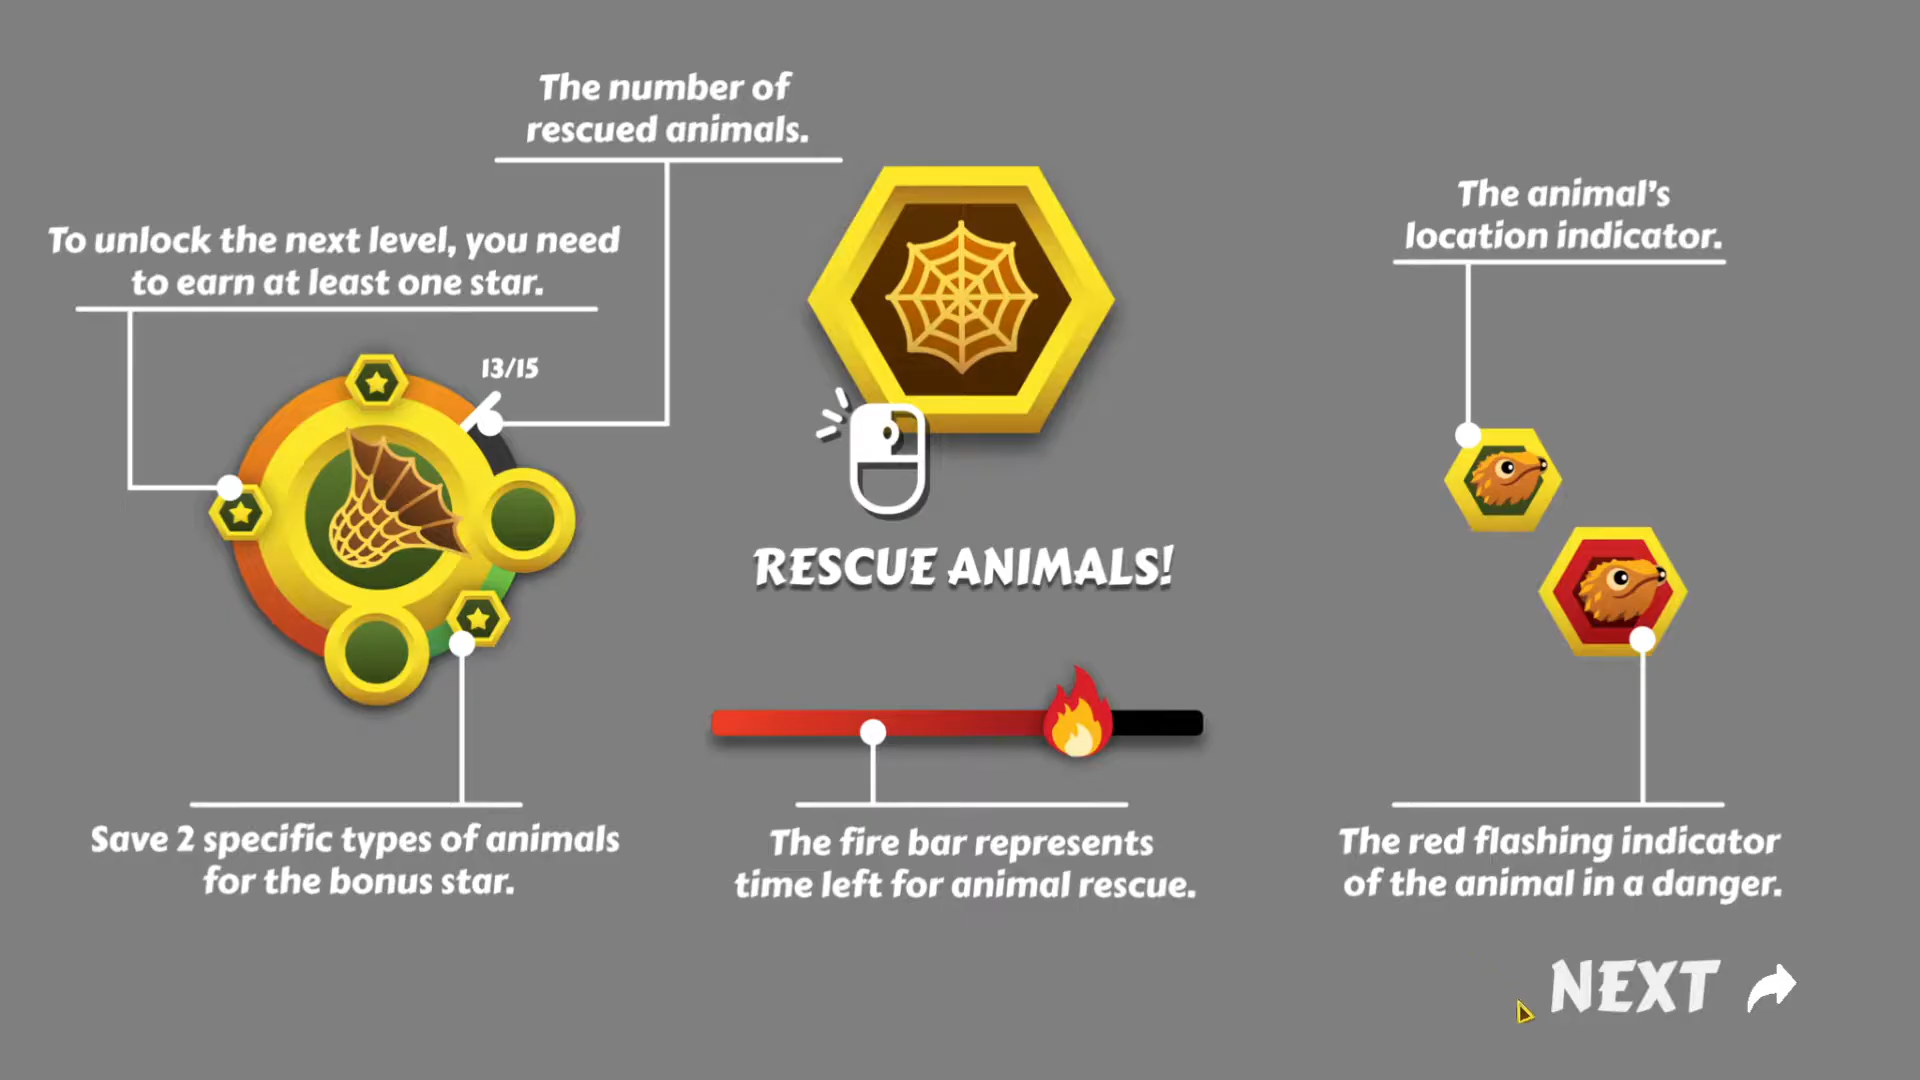 The number of
rescued animals.
To unlock the next level, you need
to earn at least one star.
13/15
The animal's
location indicator.
RESCUE ANIMALS!
Save 2 specific types of animals
for the bonus star.
The fire bar represents
time left for animal rescue.
The red flashing indicator
of the animal in a danger.
NEXT